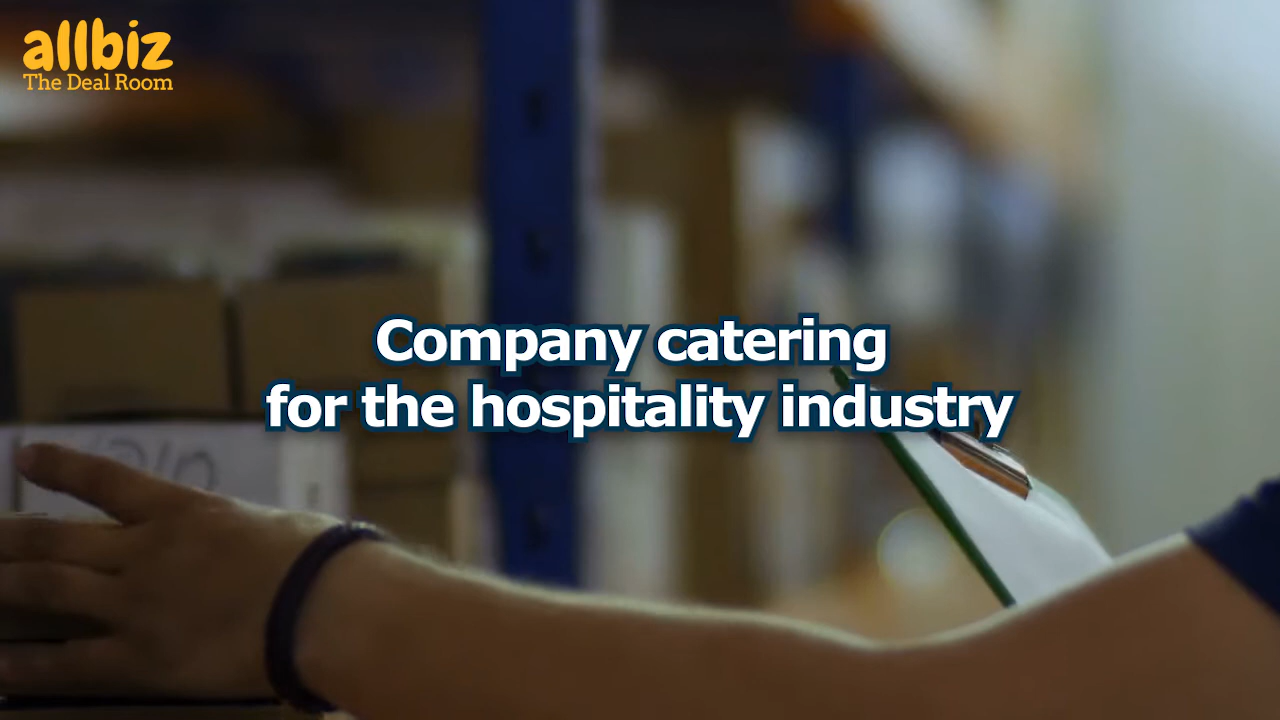 allbiz
The Deal Room
Company catering
for the hospitality industry